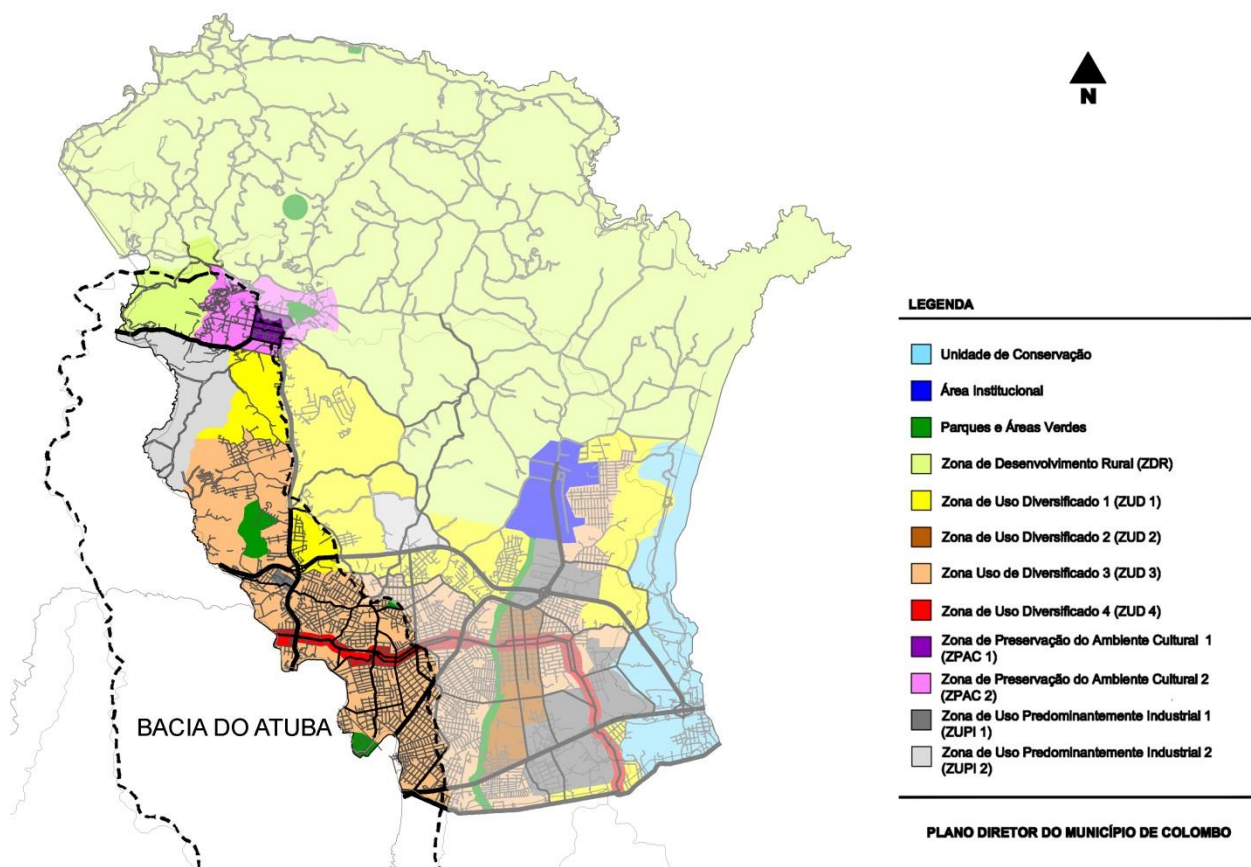 N
LEGENDA
Unidade de Conservação
Área Institucional
Parques e Áreas Verdes
Zona de Desenvolvimento Rural (ZDR)
Zona de Uso Diversificado 1 (ZUD 1)
Zona de Uso Diversificado 2 (ZUD 2)
Zona Uso de Diversificado 3 (ZUD 3)
Zona de Uso Diversificado 4 (ZUD 4)
Zona de Preservação do Ambiente Cultural 1
(ZPAC 1)
Zona de Preservação do Ambiente Cultural 2
(ZPAC 2)
Zona de Uso Predominantemente Industrial 1
(ZUPI 1)
Zona de Uso Predominantemente Industrial 2
(ZUPI 2)
BACIA DO ATUBA
PLANO DIRETOR DO MUNICÍPIO DE COLOMBO